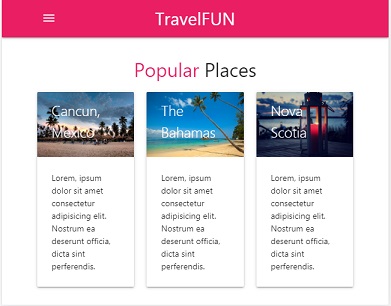 TravelFUN
Popular Places
Cancun,
Mexico
Lorem, ipsum
dolor sit amet
consectetur
adipisicing elit.
Nostrum ea
deserunt officia,
dicta sint
perferendis.
The
Bahamas
Lorem, ipsum
dolor sit amet
consectetur
adipisicing elit.
Nostrum ea
deserunt officia,
dicta sint
perferendis.
Nova
Scotia
Lorem, ipsum
dolor sit amet
consectetur
adipisicing elit.
Nostrum ea
deserunt officia,
dicta sint
perferendis.